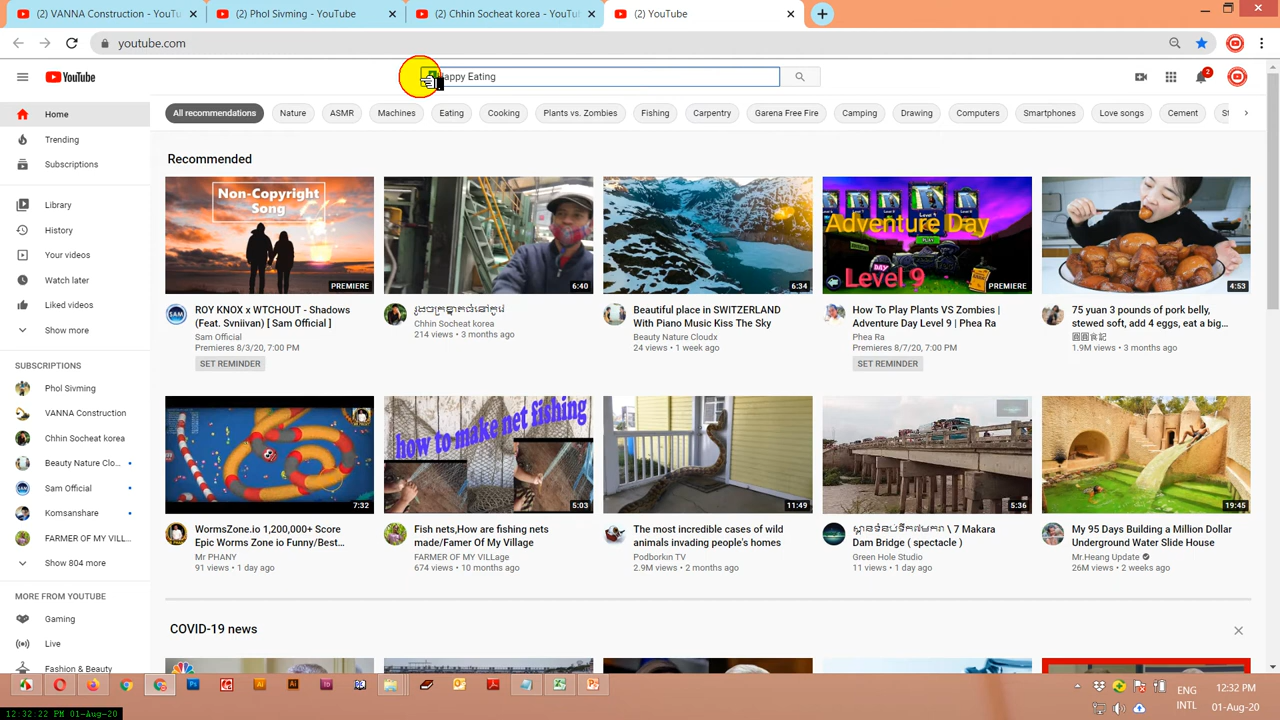 (2) VANNA Construction - YouTu
(2) Phol Sivming - YouTube
(2) Chhin Socheat korea - YouTu
(2) YouTube
youtube.com
YouTube
appy Eating
2
All recommendations
Nature
ASMR
Machines
Eating
Cooking
Plants vs. Zombies
Fishing
Carpentry
Garena Free Fire
Camping
Drawing
Computers
Smartphones
Love songs
Cement
Home
Trending
Subscriptions
Library
History
Your videos
Watch later
Liked videos
Show more
SUBSCRIPTIONS
Phol Sivming
VANNA Construction
Chhin Socheat korea
Beauty Nature Clo...
Sam Official
Komsanshare
FARMER OF MY VILL...
Show 804 more
MORE FROM YOUTUBE
Gaming
Live
Fashion & Beauty
Recommended
Non-Copyright
Song
PREMIERE
ROY KNOX x WTCHOUT - Shadows
(Feat. Svniivan) [ Sam Official ]
Sam Official
Premieres 8/3/20, 7:00 PM
SET REMINDER
6:40
Chhin Socheat korea
214 views • 3 months ago
6:34
Beautiful place in SWITZERLAND
With Piano Music Kiss The Sky
Beauty Nature Cloudx
24 views • 1 week ago
Adventure Day
Level 9
PREMIERE
How To Play Plants VS Zombies |
Adventure Day Level 9 | Phea Ra
Phea Ra
Premieres 8/7/20, 7:00 PM
SET REMINDER
4:53
75 yuan 3 pounds of pork belly,
stewed soft, add 4 eggs, eat a big...
圓圓食記
1.9M views • 3 months ago
7:32
WormsZone.io 1,200,000+ Score
Epic Worms Zone io Funny/Best...
Mr PHANY
91 views • 1 day ago
how to make net fishing
5:03
Fish nets,How are fishing nets
made/Famer Of My Village
FARMER OF MY VILLage
674 views • 10 months ago
11:49
The most incredible cases of wild
animals invading people's homes
Podborkin TV
2.9M views • 2 months ago
5:36
\ 7 Makara
Dam Bridge ( spectacle )
Green Hole Studio
11 views • 1 day ago
19:45
My 95 Days Building a Million Dollar
Underground Water Slide House
Mr.Heang Update
26M views • 2 weeks ago
COVID-19 news
ENG
INTL
12:32 PM
01-Aug-20
12:32:22 PM 01-Aug-20